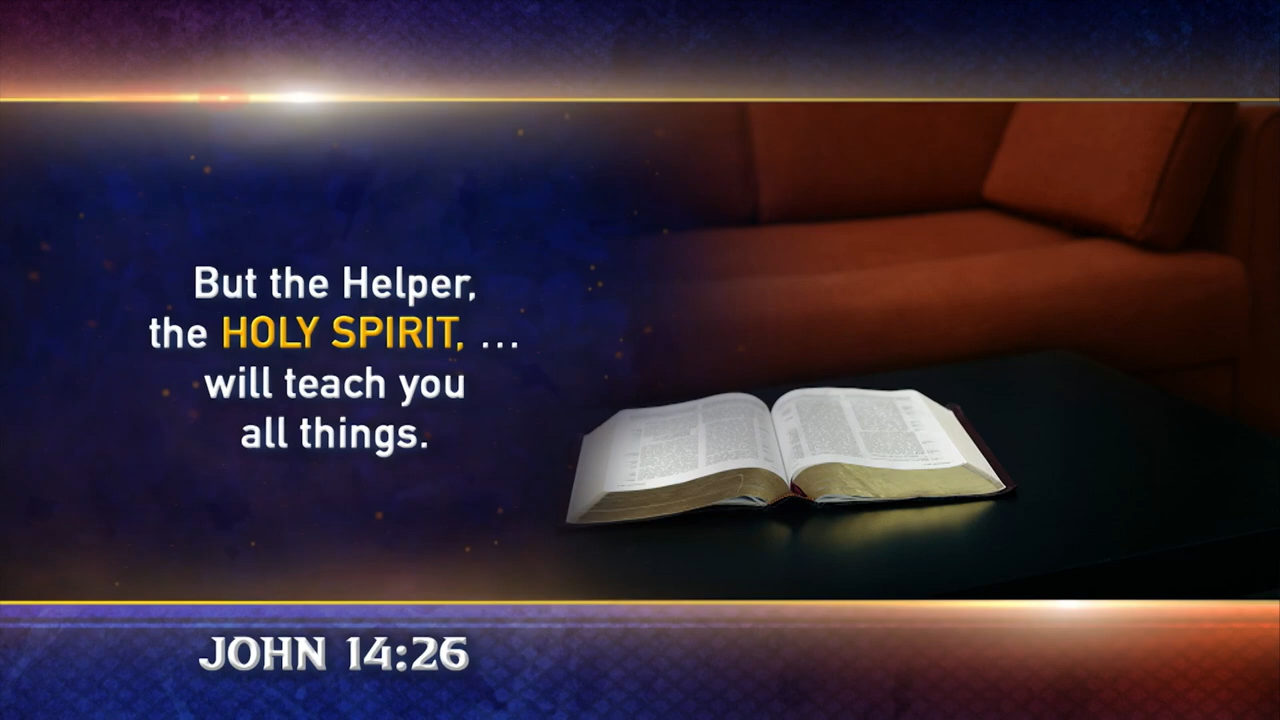 But the Helper,
the HOLY SPIRIT, ...
will teach you
all things.
JOHN 14:26